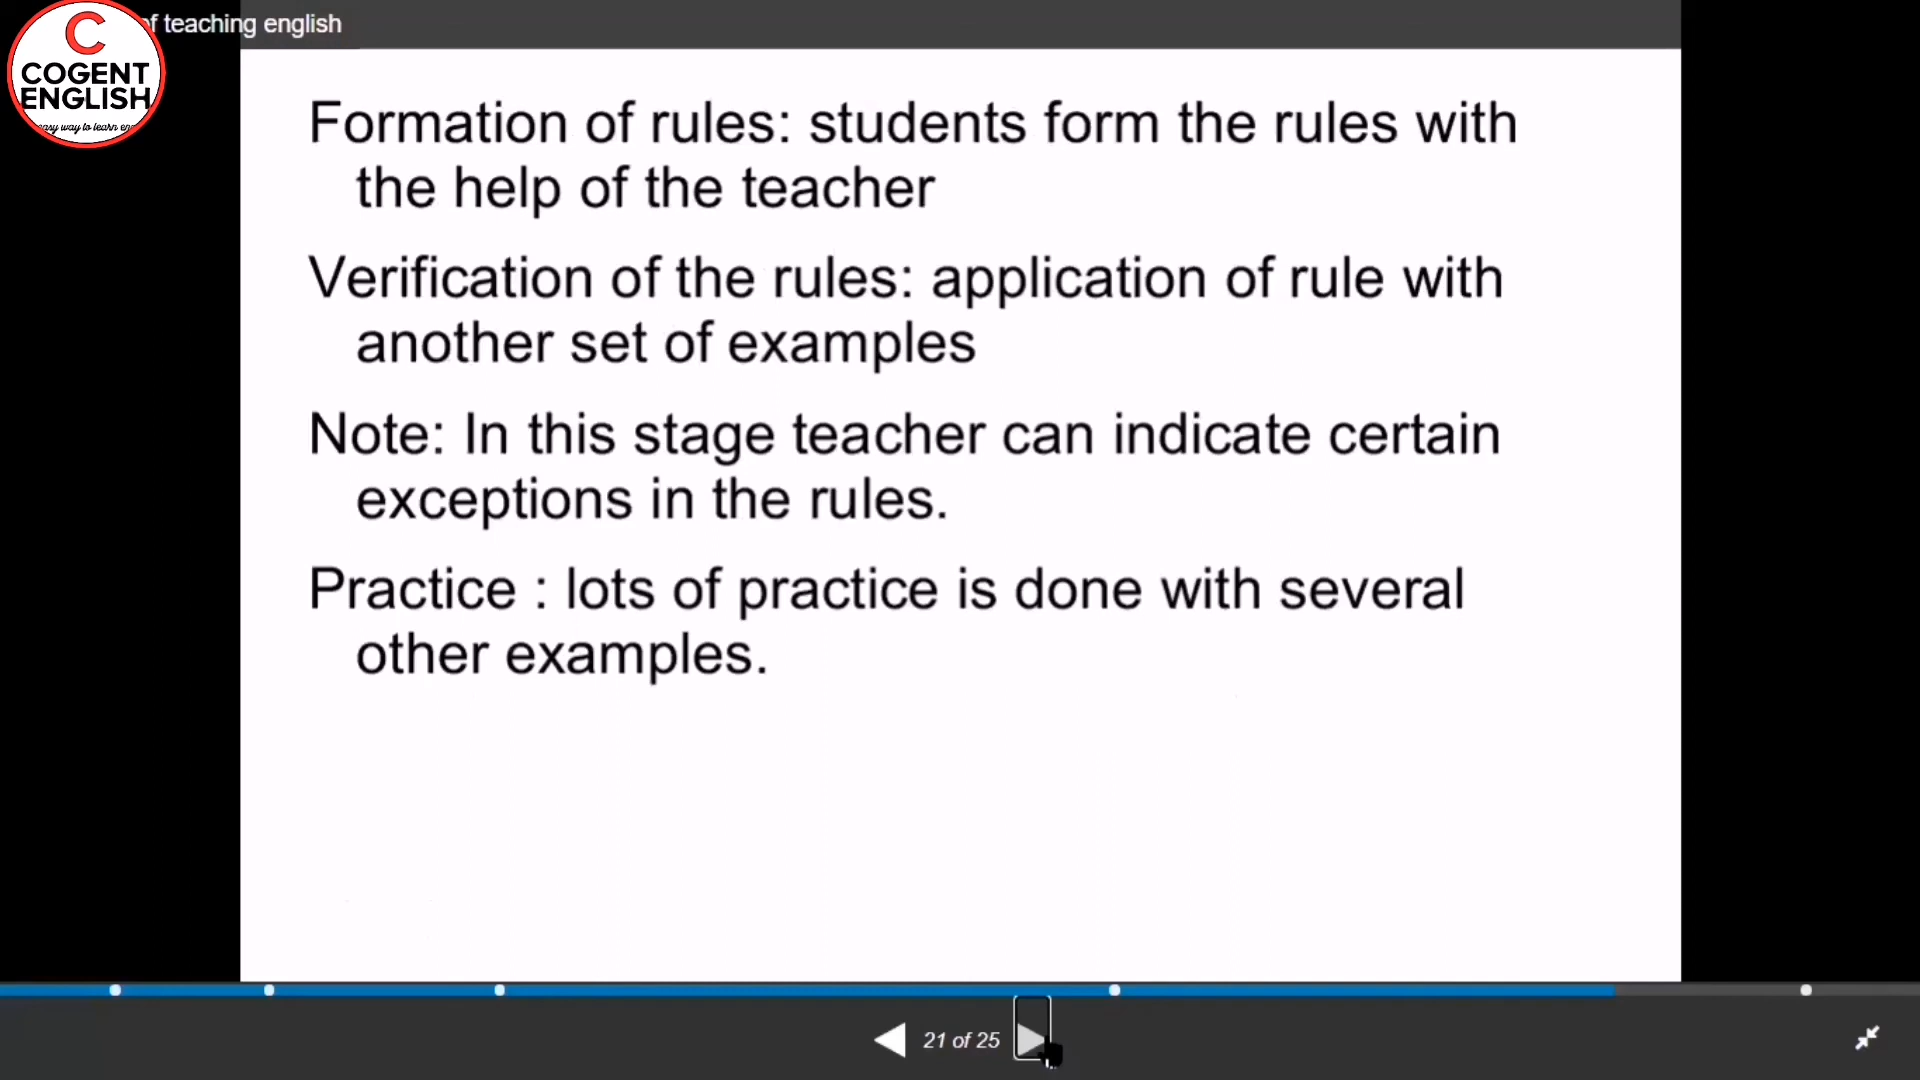 of teaching english
C
COGENT
ENGLISH
easy way to learn en
Formation of rules: students form the rules with
the help of the teacher
Verification of the rules: application of rule with
another set of examples
Note: In this stage teacher can indicate certain
exceptions in the rules.
Practice : lots of practice is done with several
other examples.
21 of 25